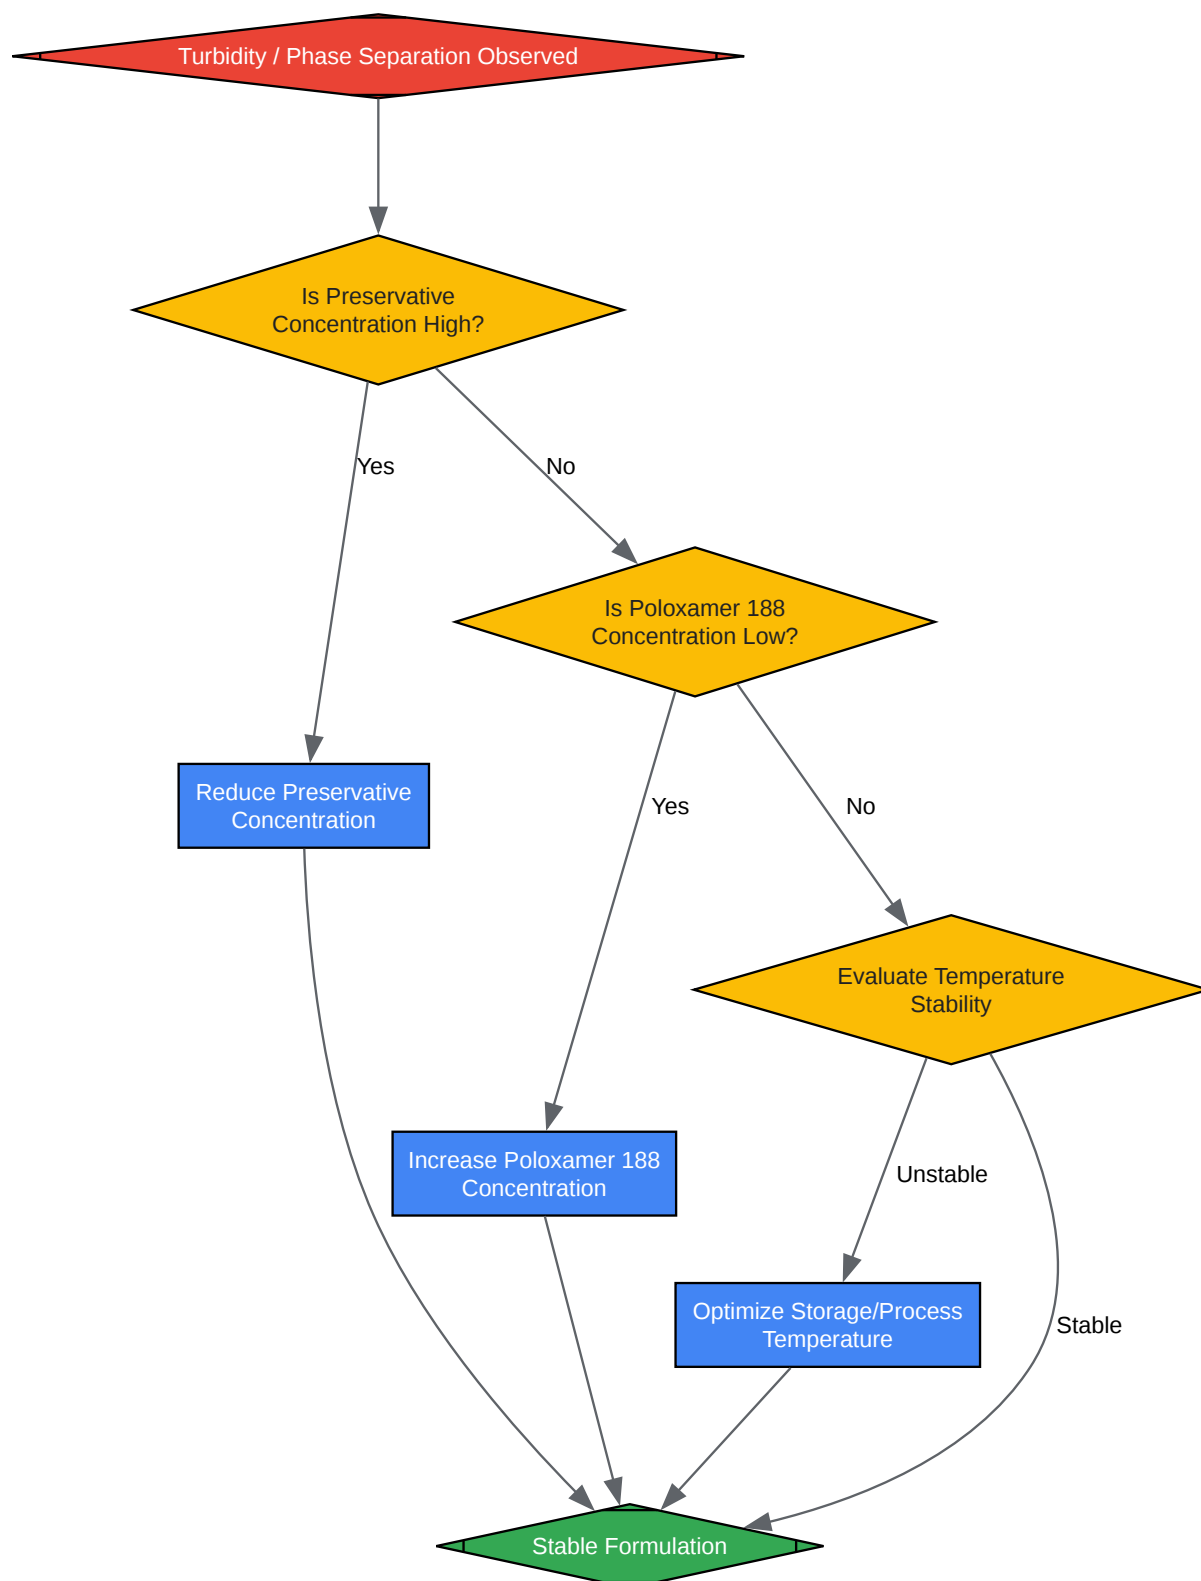 Turbidity / Phase Separation Observed
Is Preservative
Concentration High?
Yes
No
Is Poloxamer 188
Concentration Low?
Reduce Preservative
Concentration
Yes
No
Evaluate Temperature
Stability
Increase Poloxamer 188
Concentration
Unstable
Optimize Storage/Process
Temperature
Stable
Stable Formulation